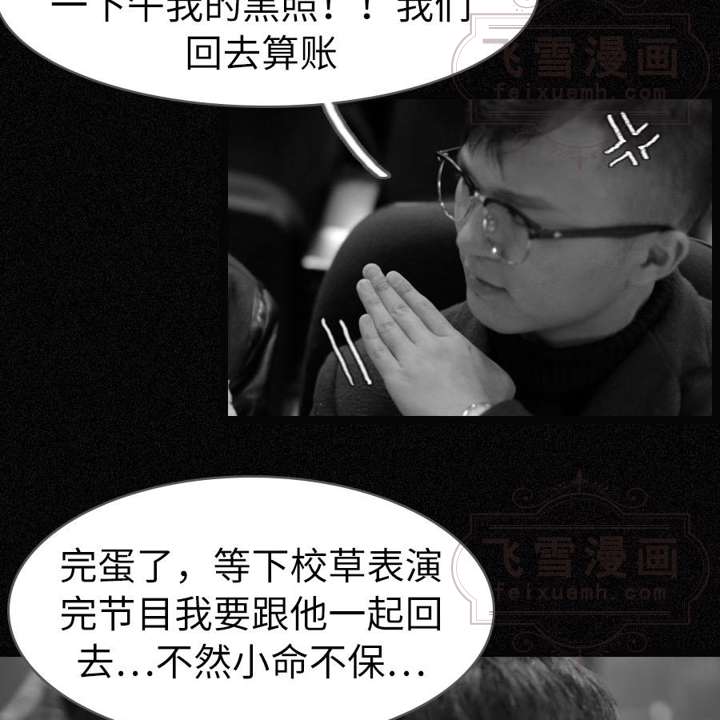 一下午我的黑照！！我们
回去算账
飞雪漫画
feixuemh.com
完蛋了，等下校草表演
完节目我要跟他一起回
去...不然小命不保...
飞雪漫画
feixuemh.com